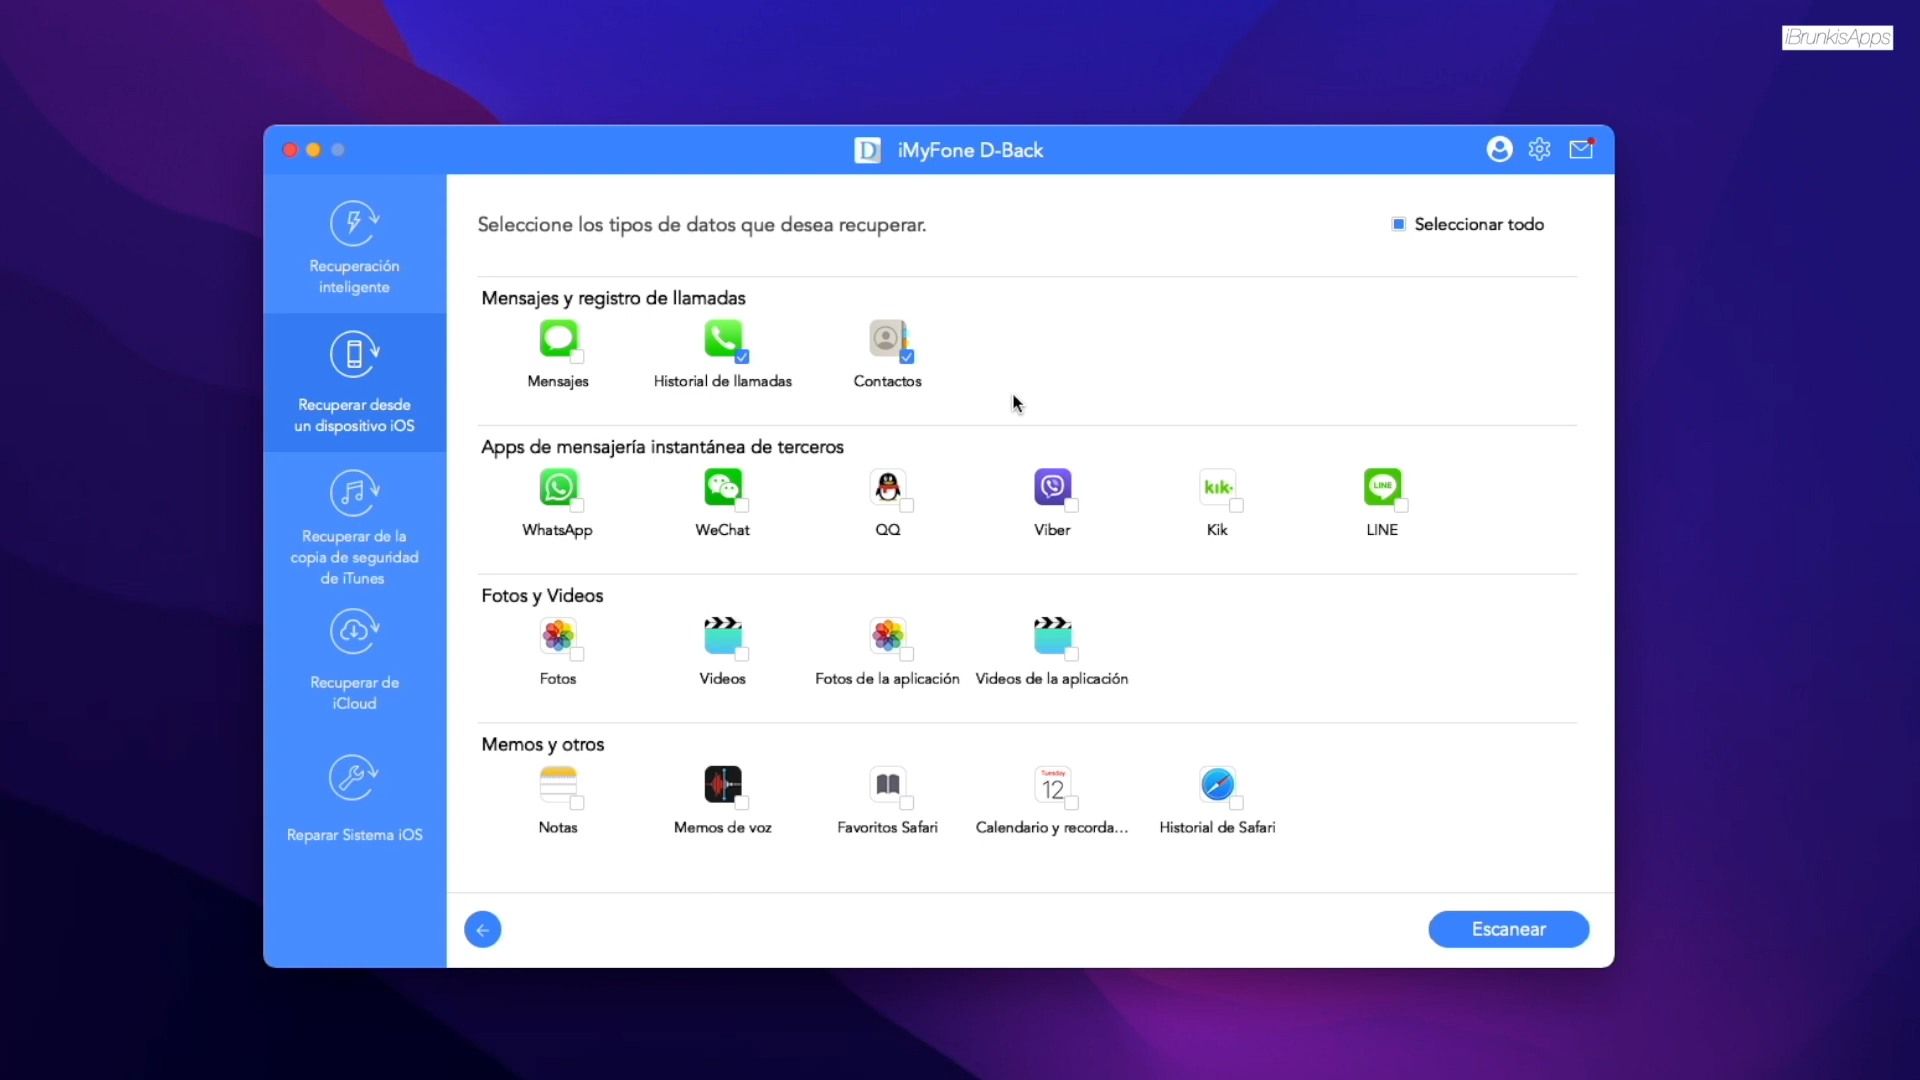 iBrunkisApps
iMyFone D-Back
Recuperación
inteligente
Recuperar desde
un dispositivo iOS
Recuperar de la
copia de seguridad
de iTunes
Recuperar de
iCloud
Reparar Sistema iOS
Seleccione los tipos de datos que desea recuperar.
Seleccionar todo
Mensajes y registro de llamadas
Mensajes
Historial de llamadas
Contactos
Apps de mensajería instantánea de terceros
kik
LINE
WhatsApp
WeChat
QQ
Viber
Kik
LINE
Fotos y Videos
Fotos
Videos
Fotos de la aplicación
Videos de la aplicación
Memos y otros
Tuesday
12
Notas
Memos de voz
Favoritos Safari
Calendario y recorda...
Historial de Safari
Escanear